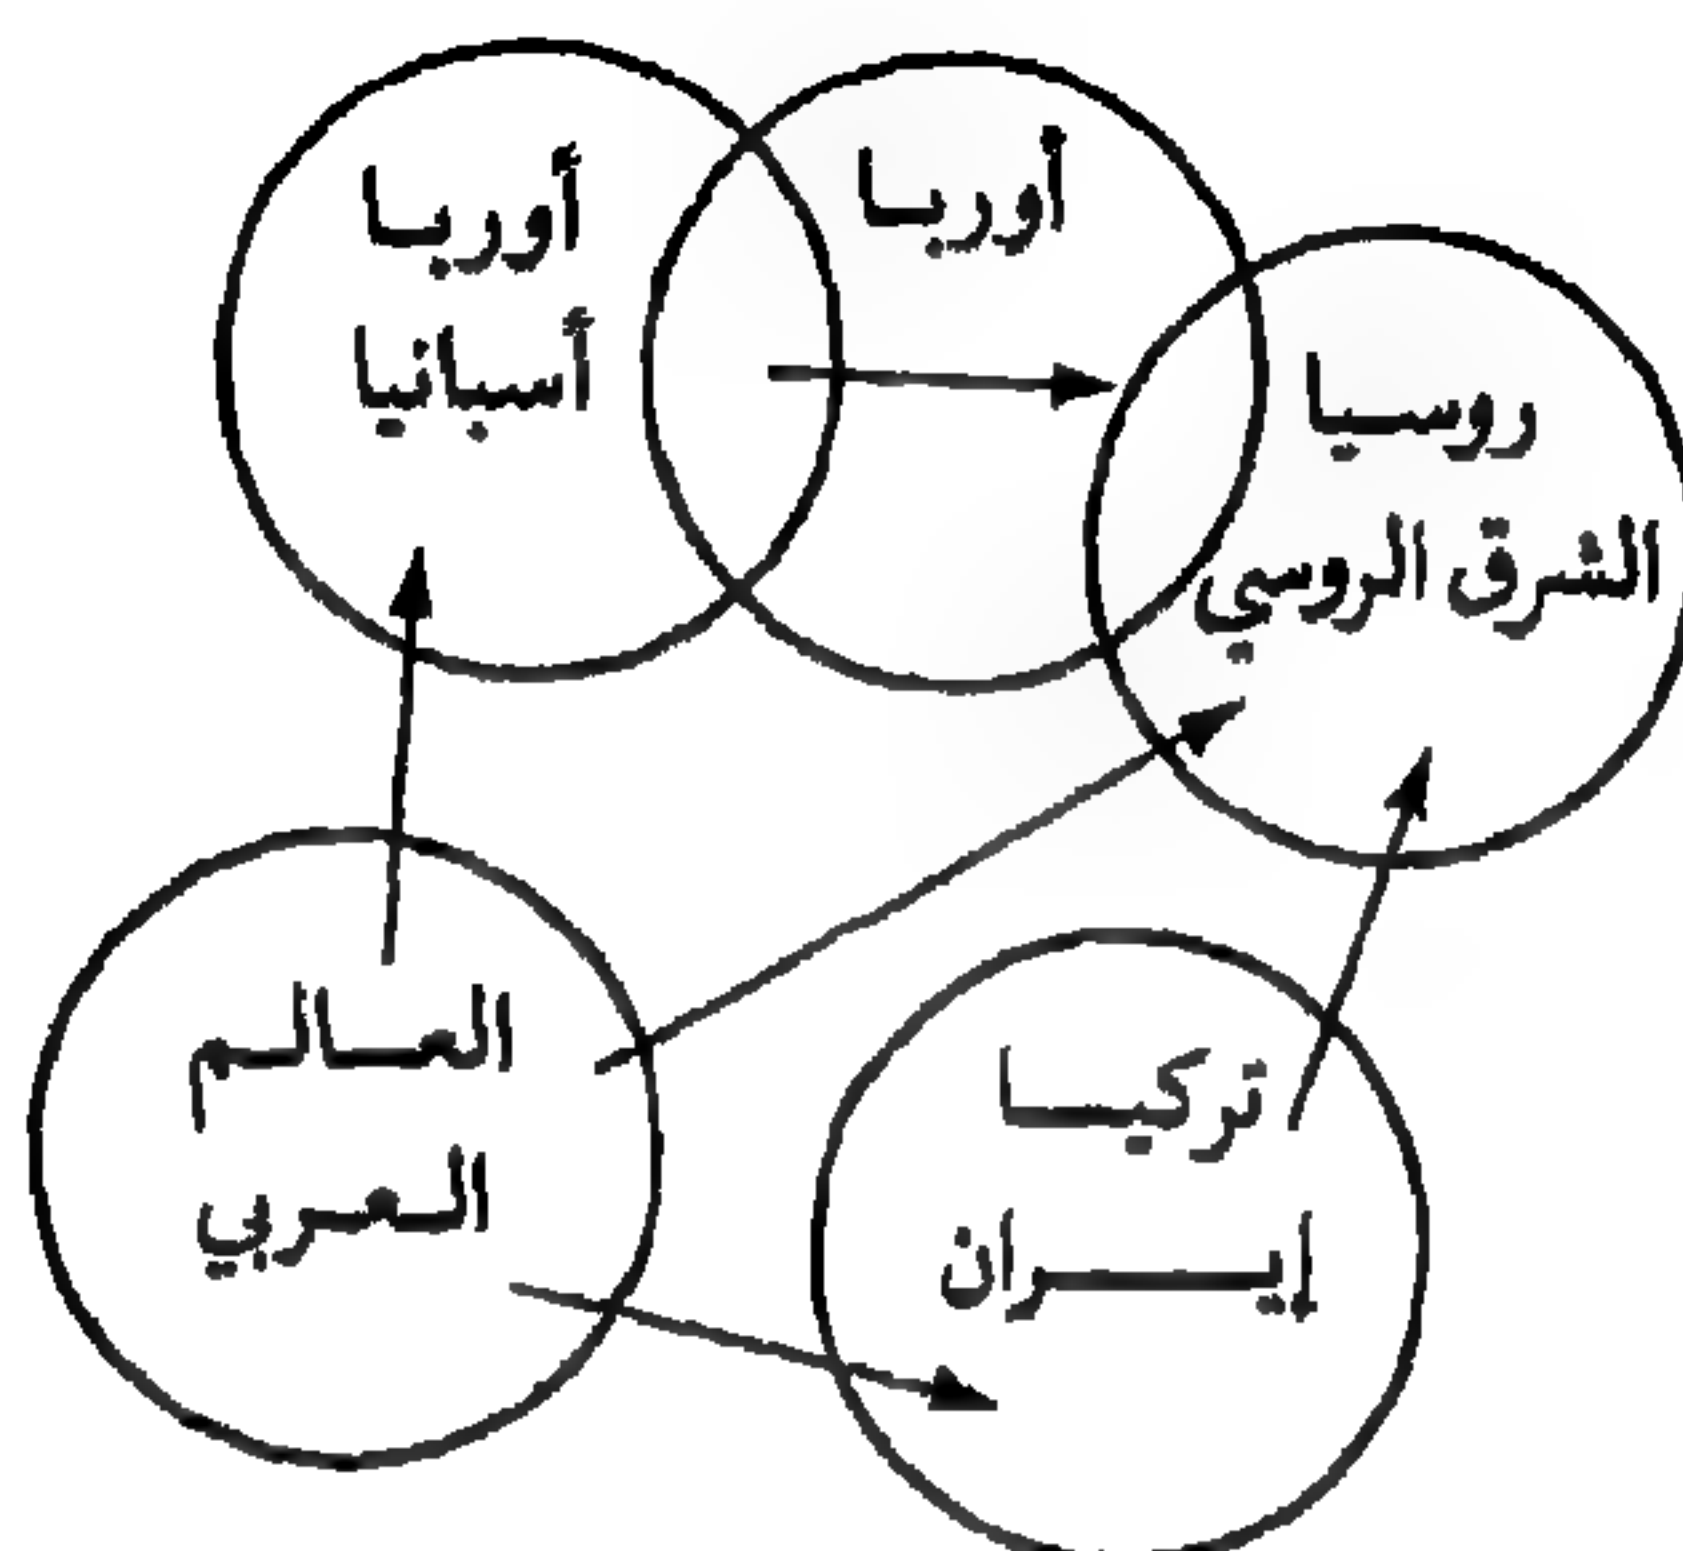 أوربا
أسبانيا
أوربا
روسيا
الشرق الروسي
العالم
العربي
تركيا
إيران